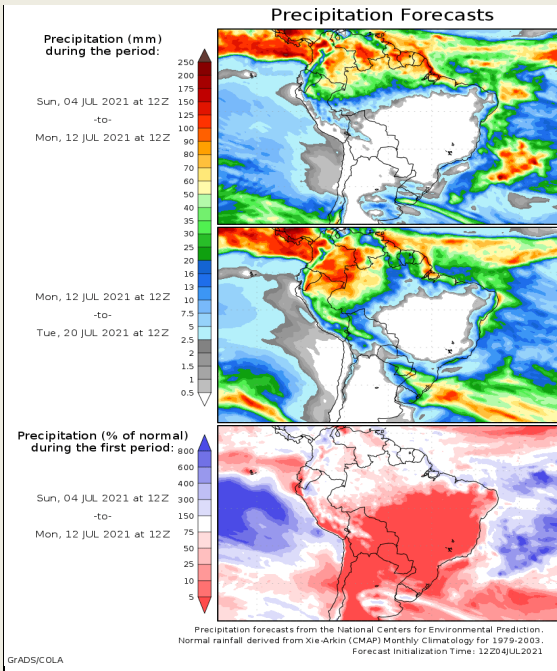 Precipitation Forecasts
Precipitation (mm)
during the period:
Sun, 04 JUL 2021 at 12Z
-to-
Mon, 12 JUL 2021 at 12Z
250
200
175
150
125
100
90
80
70
60
50
40
35
30
25
20
16
13
10
7.5
5
2.5
2
1.5
1
0.5
Mon, 12 JUL 2021 at 12Z
-to-
Tue, 20 JUL 2021 at 12Z
Precipitation (% of normal)
during the first period:
Sun, 04 JUL 2021 at 12Z
-to-
Mon, 12 JUL 2021 at 12Z
800
600
400
300
150
75
50
25
10
5
Precipitation forecasts from the National Centers for Environmental Prediction.
Normal rainfall derived from Xie-Arkin (CMAP) Monthly Climatology for 1979-2003.
Forecast Initialization Time: 12Z04JUL2021
GrADS/COLA